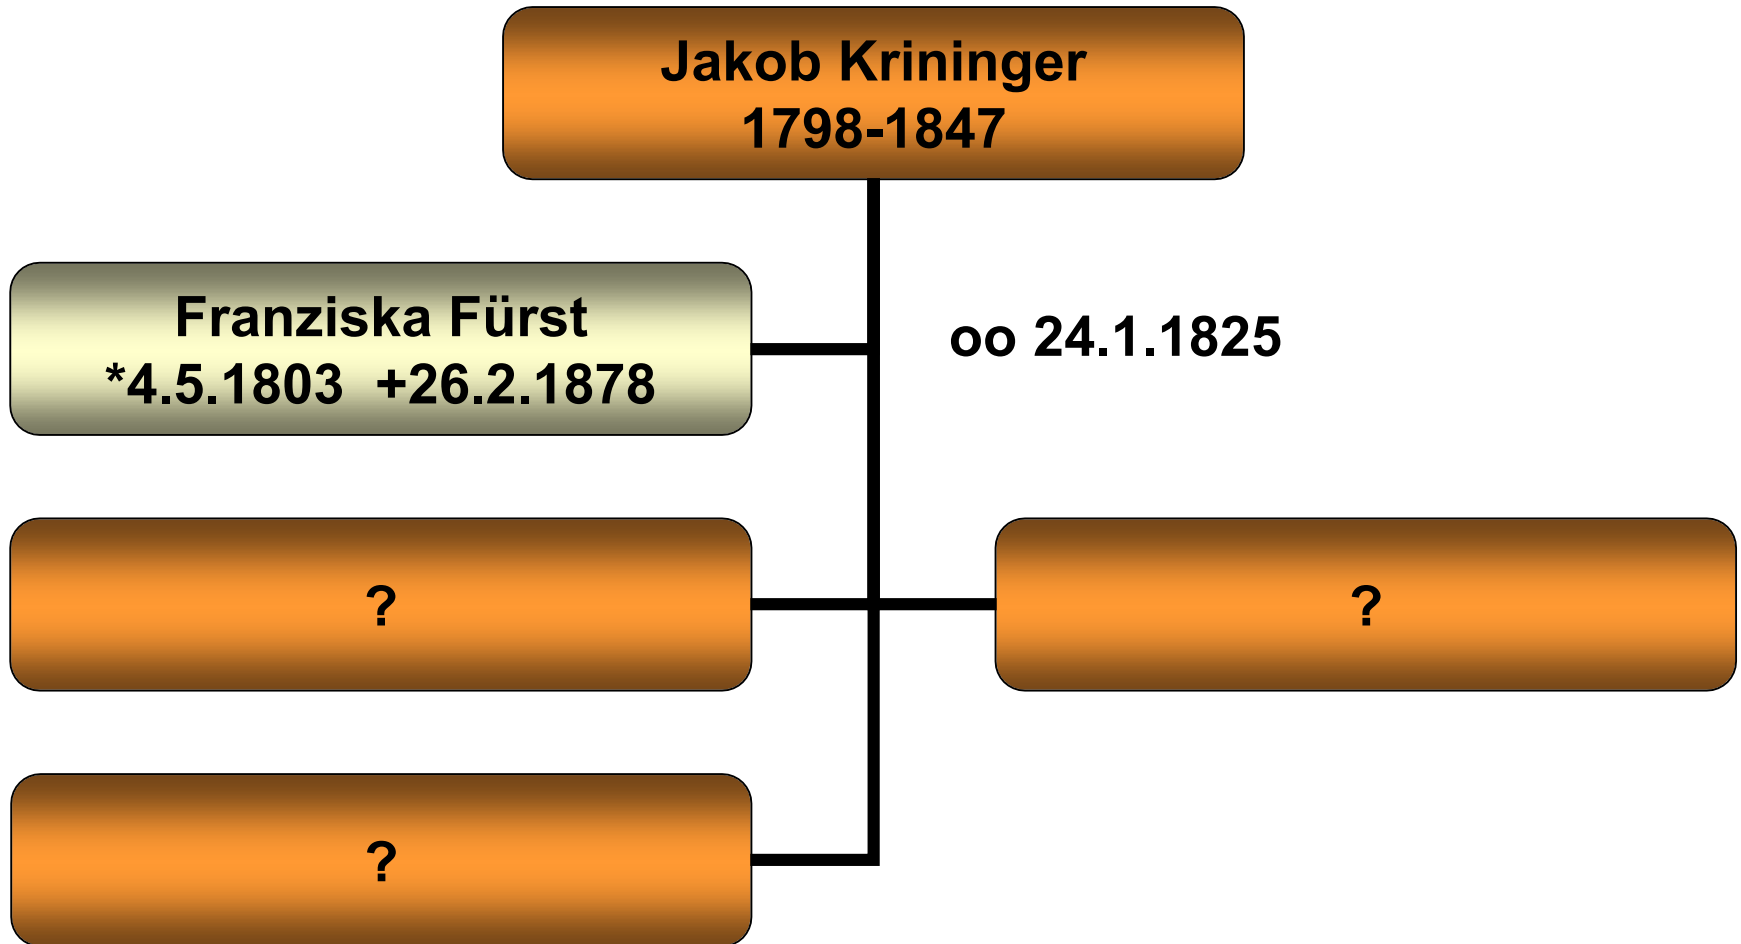 Jakob Krininger
1798-1847
Franziska Fürst
*4.5.1803  +26.2.1878
oo 24.1.1825
?
?
?